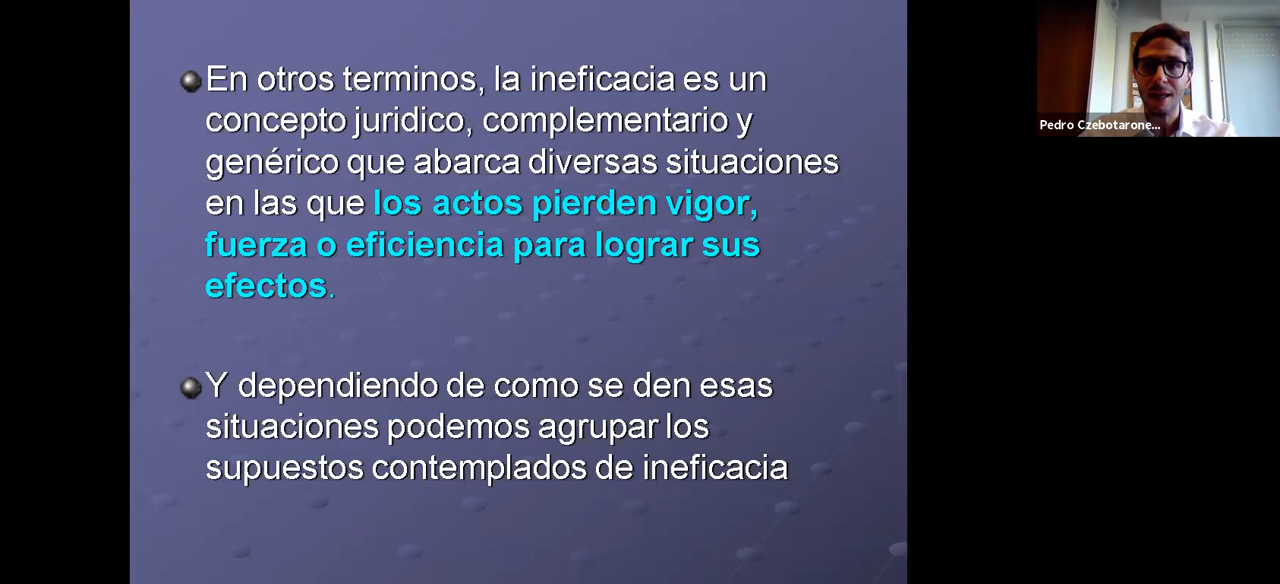 En otros terminos, la ineficacia es un
concepto juridico, complementario y
genérico que abarca diversas situaciones
en las que los actos pierden vigor,
fuerza o eficiencia para lograr sus
efectos.
Y dependiendo de como se den esas
situaciones podemos agrupar los
supuestos contemplados de ineficacia
Pedro Czebotarone...